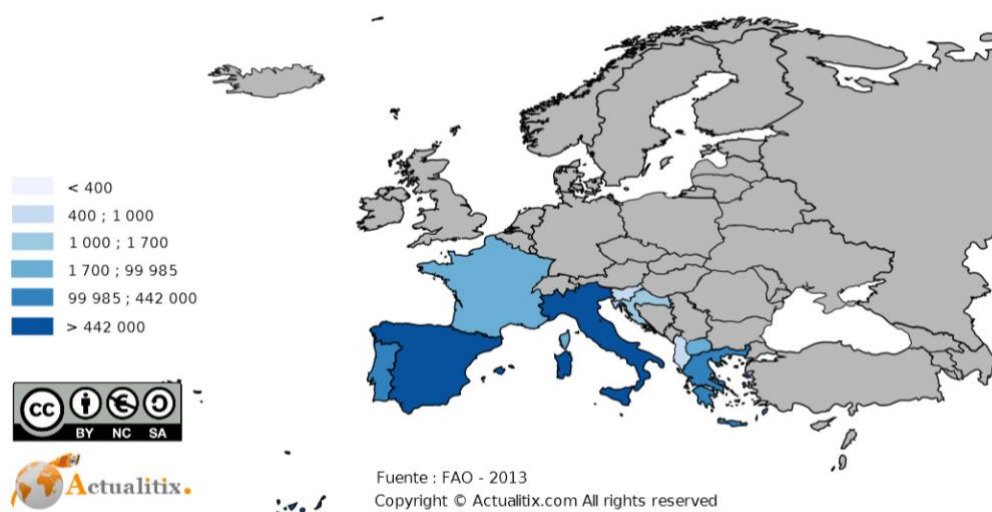 < 400
400 ; 1 000
1 000 ; 1 700
1 700 ; 99 985
99 985 ; 442 000
> 442 000
cc
BY NC SA
Actualitix.
Fuente : FAO - 2013
Copyright © Actualitix.com All rights reserved